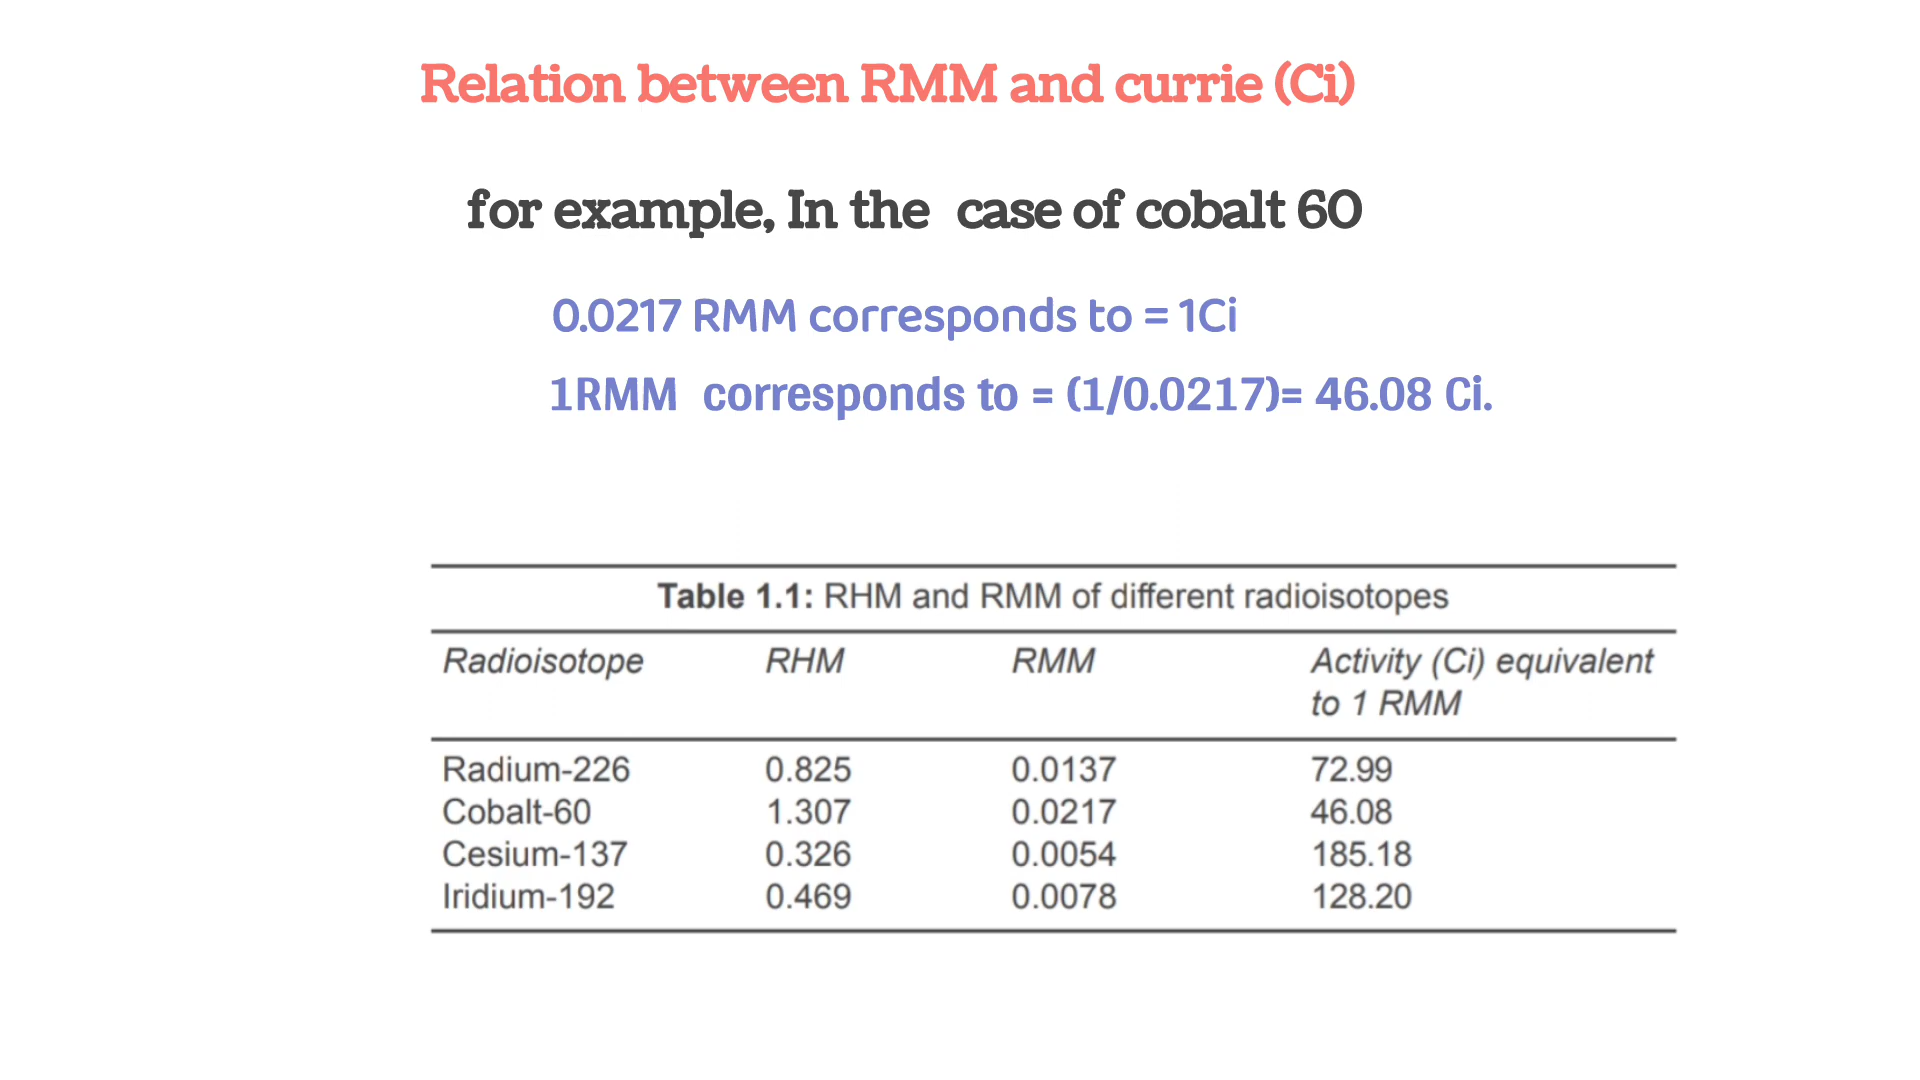 Relation between RMM and currie (Ci)
for example, In the case of cobalt 60
0.0217 RMM corresponds to = 1Ci
1RMM corresponds to = (1/0.0217)= 46.08 Ci.
Table 1.1: RHM and RMM of different radioisotopes
Radioisotope RHM RMM Activity (Ci) equivalent
to 1 RMM
Radium-226 0.825 0.0137 72.99
Cobalt-60 1.307 0.0217 46.08
Cesium-137 0.326 0.0054 185.18
Iridium-192 0.469 0.0078 128.20